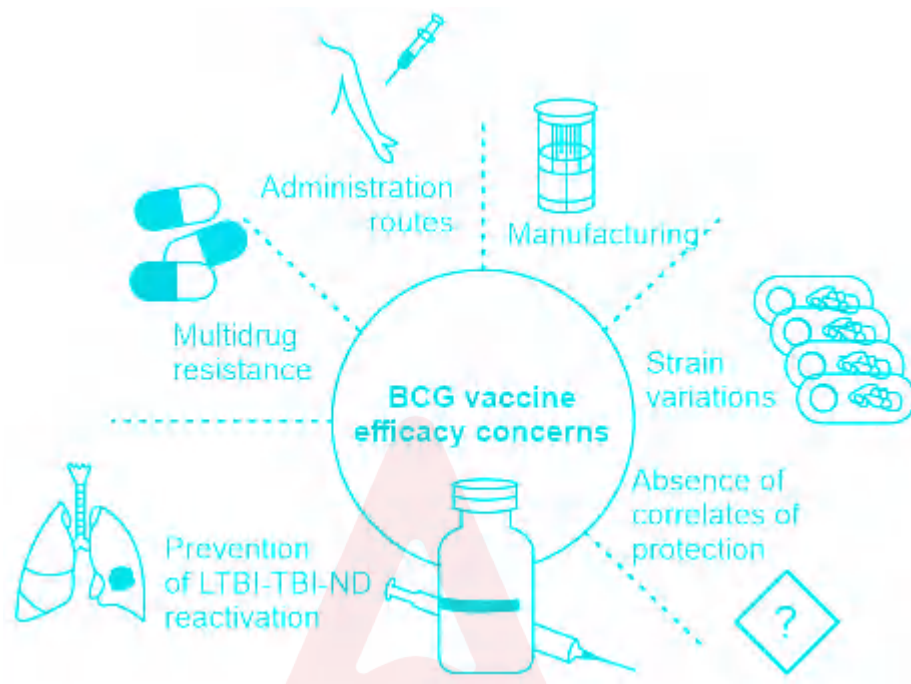 Administration
routes
Manufacturing
Multidrug
resistance
Strain
variations
BCG vaccine
efficacy concerns
Absence of
correlates of
protection
Prevention
of LTBI-TBI-ND
reactivation
?